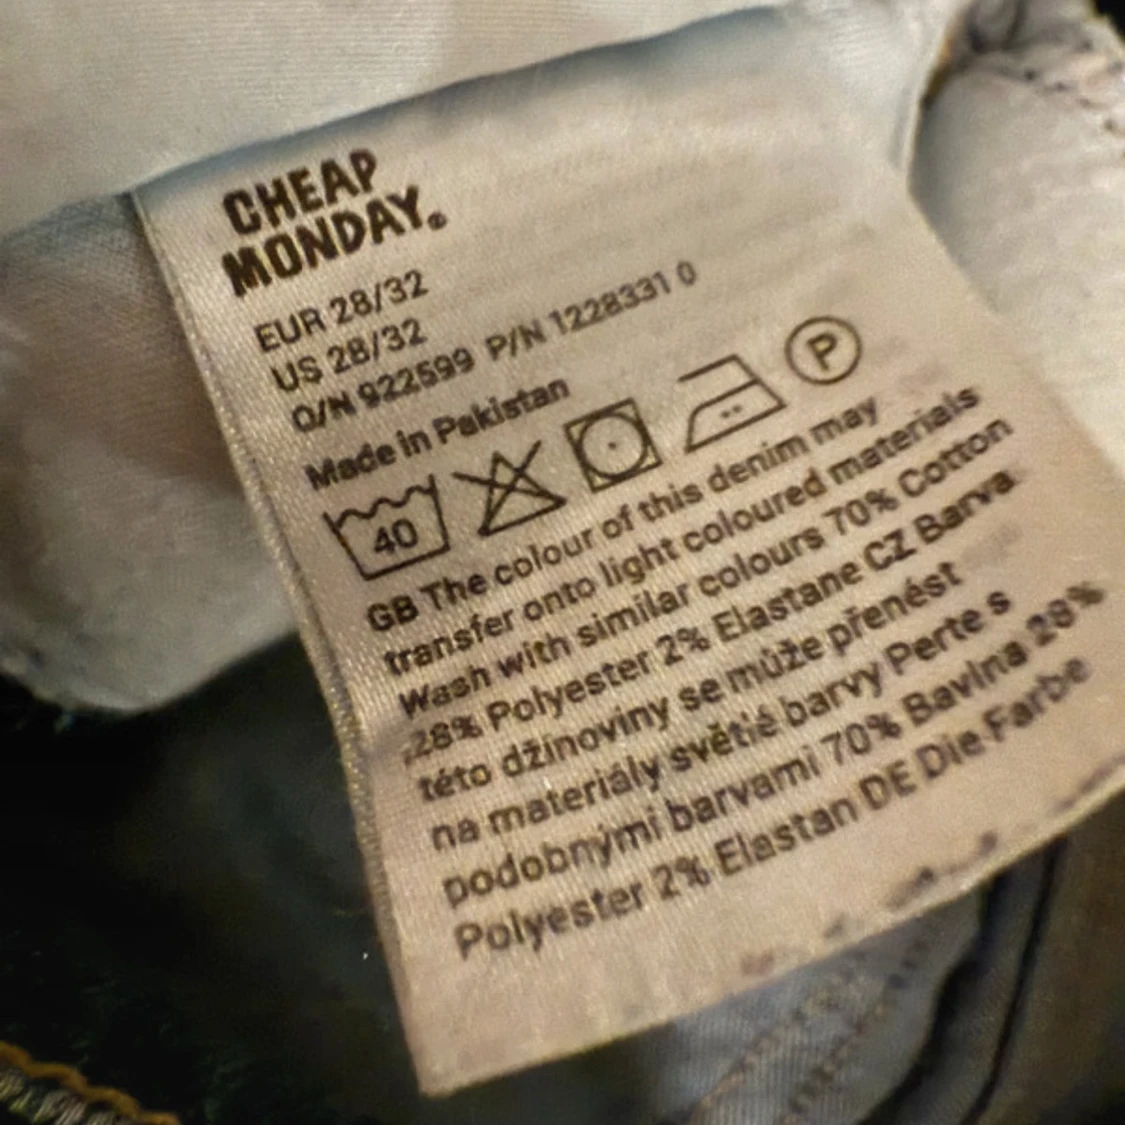 CHEAP
MONDAY®
EUR 28/32
US 28/32
O/N 922599 P/N 1228331 0
Made in Pakistan
P
40
GB The colour of this denim may
transfer onto light coloured materials
Wash with similar colours 70% Cotton
28% Polyester 2% Elastane CZ Barva
této džínoviny se může přenést
na materiály světlé barvy Perte s
podobnými barvami 70% Bavlna 28%
Polyester 2% Elastan DE Die Farbe